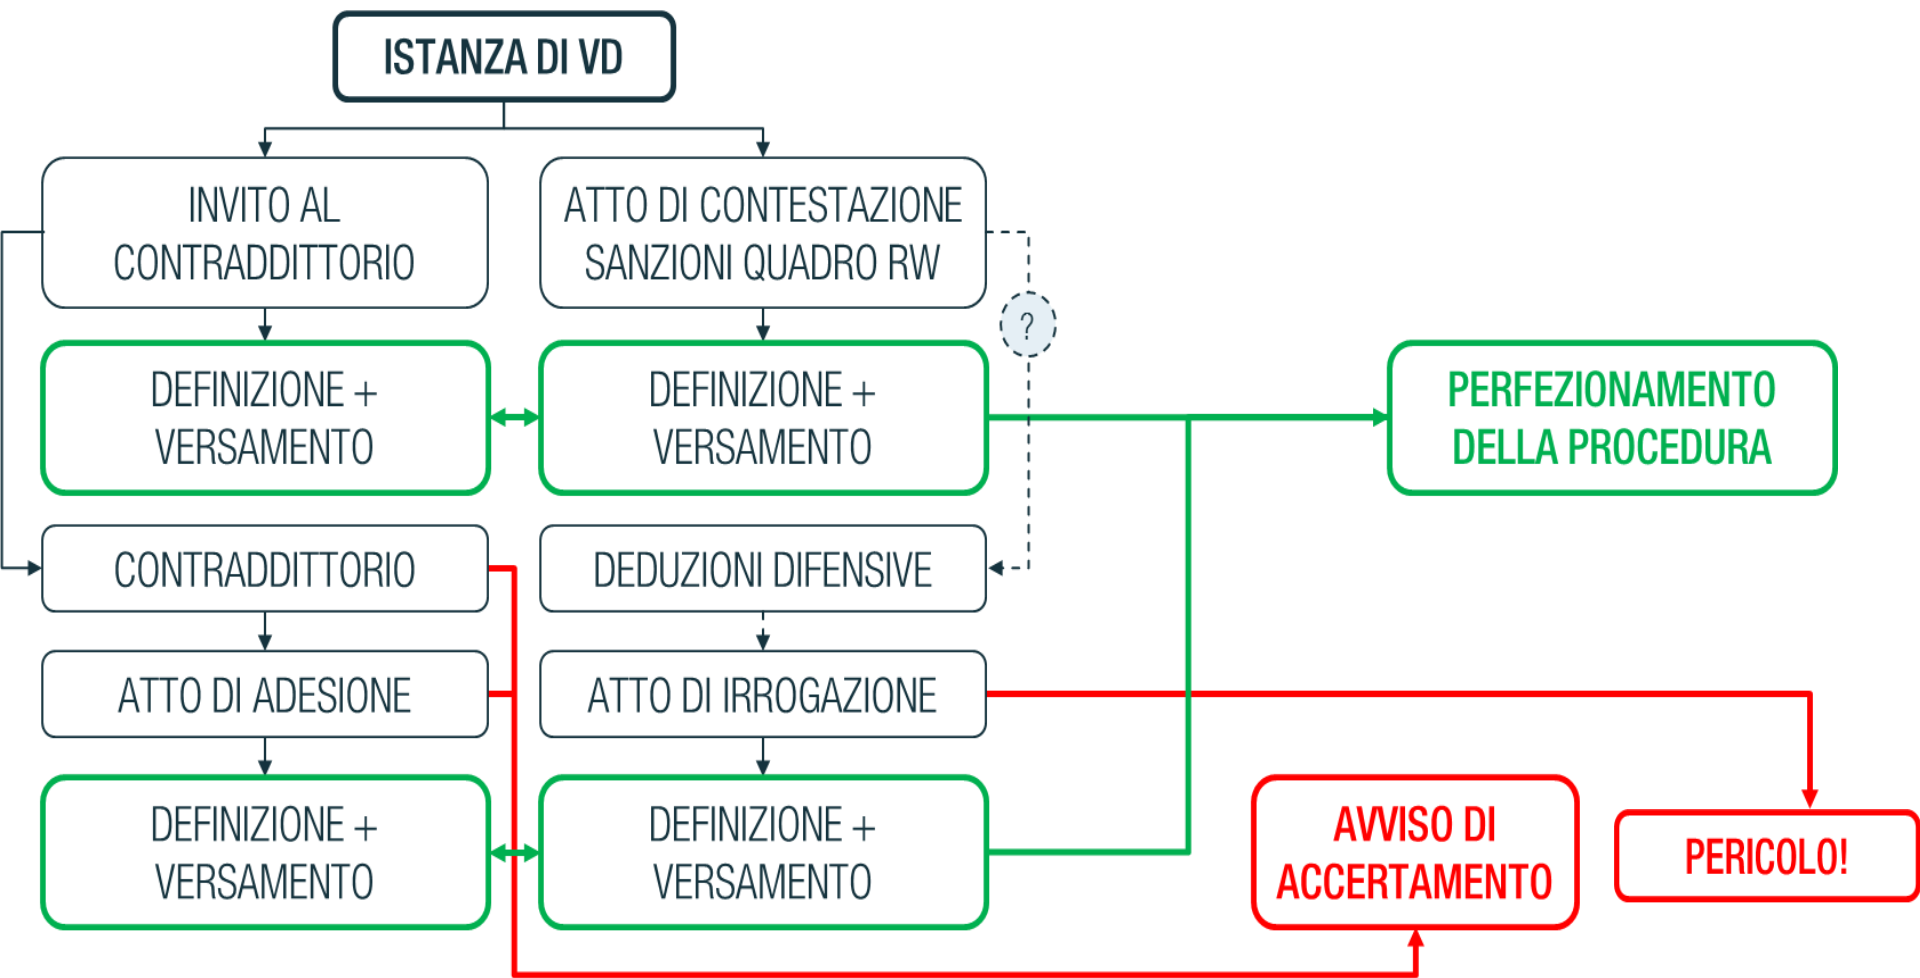 ISTANZA DI VD
INVITO AL
CONTRADDITTORIO
ATTO DI CONTESTAZIONE
SANZIONI QUADRO RW
?
DEFINIZIONE +
VERSAMENTO
DEFINIZIONE +
VERSAMENTO
PERFEZIONAMENTO
DELLA PROCEDURA
CONTRADDITTORIO
DEDUZIONI DIFENSIVE
ATTO DI ADESIONE
ATTO DI IRROGAZIONE
DEFINIZIONE +
VERSAMENTO
DEFINIZIONE +
VERSAMENTO
AVVISO DI
ACCERTAMENTO
PERICOLO!